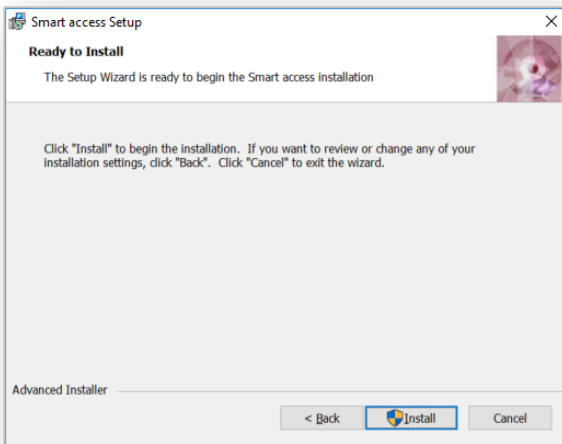 Smart access Setup
Ready to Install
The Setup Wizard is ready to begin the Smart access installation
Click "Install" to begin the installation. If you want to review or change any of your
installation settings, click "Back". Click "Cancel" to exit the wizard.
Advanced Installer
< Back
Install
Cancel